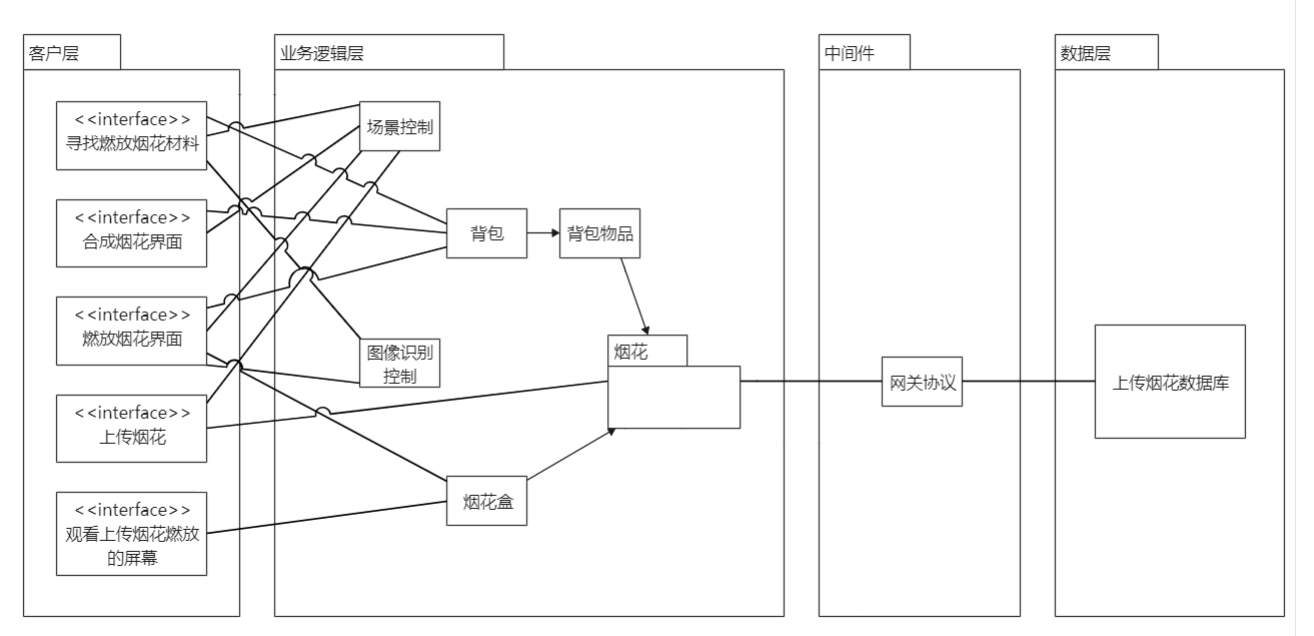 客户层
<<interface>>
寻找燃放烟花材料
<<interface>>
合成烟花界面
<<interface>>
燃放烟花界面
<<interface>>
上传烟花
<<interface>>
观看上传烟花燃放
的屏幕
业务逻辑层
场景控制
背包
背包物品
图像识别
控制
烟花
烟花盒
中间件
网关协议
数据层
上传烟花数据库